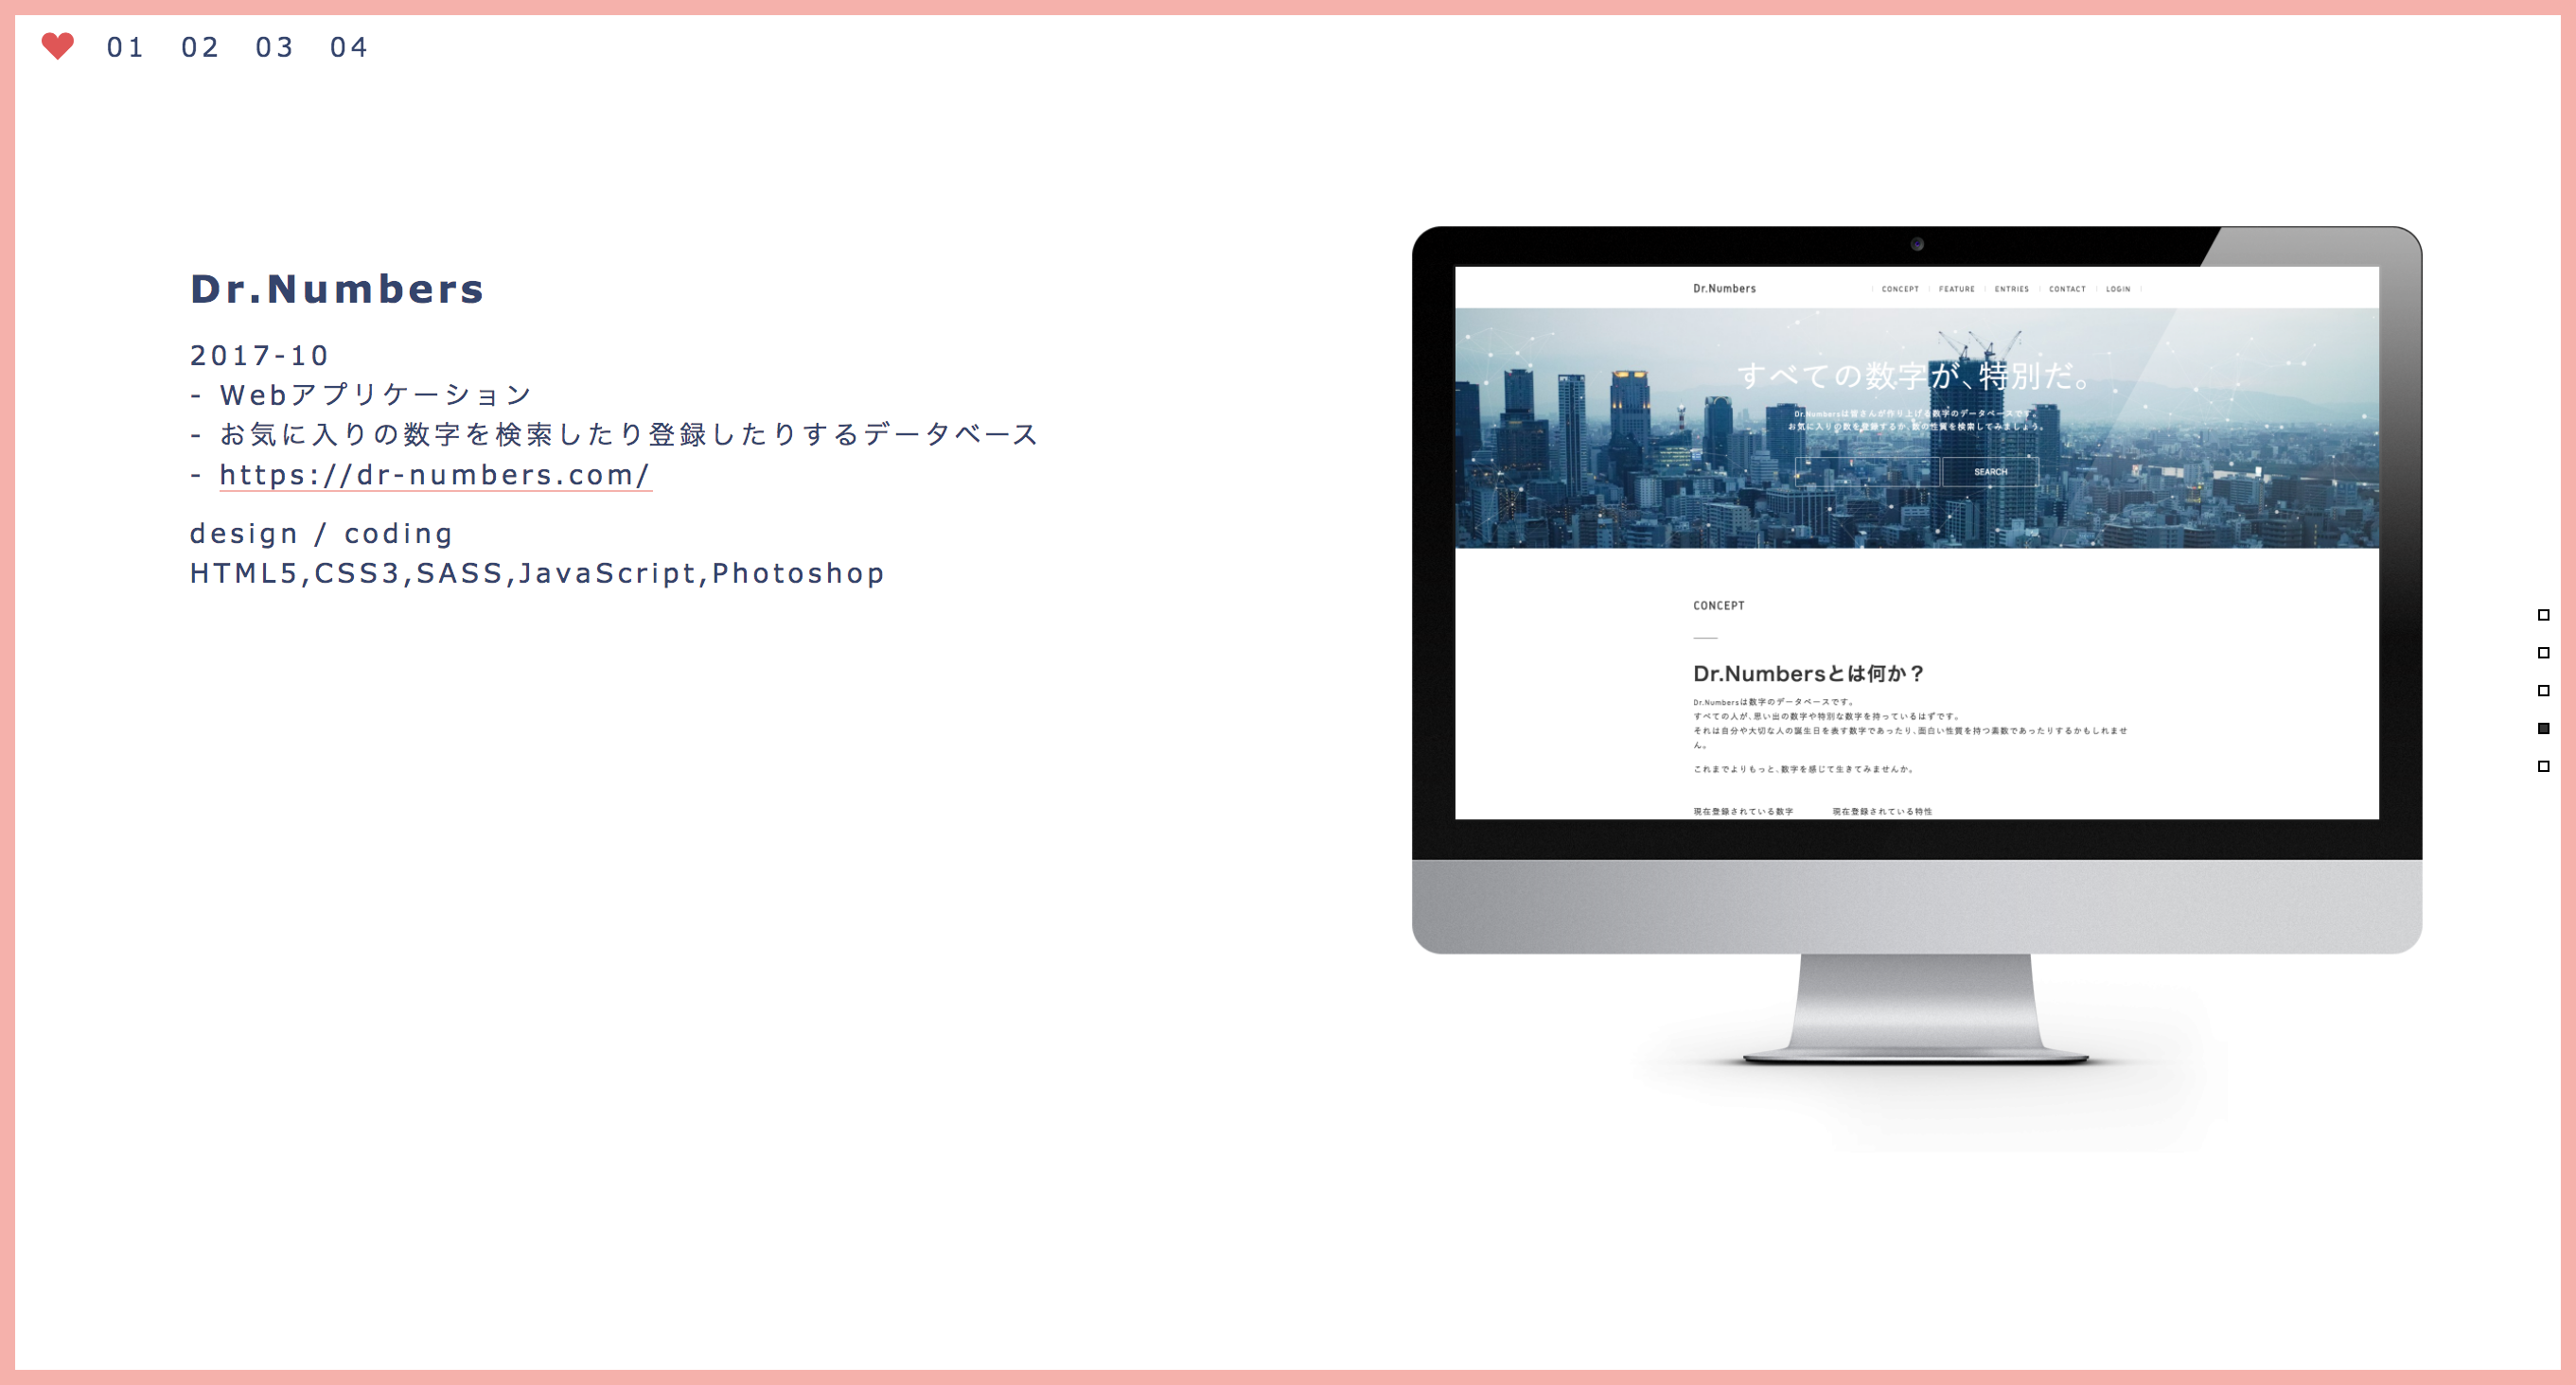 01 02 03 04
Dr.Numbers
2017-10
- Webアプリケーション
- お気に入りの数字を検索したり登録したりするデータベース
- https://dr-numbers.com/
design / coding
HTML5,CSS3,SASS,JavaScript,Photoshop
Dr.Numbers
CONCEPT FEATURE ENTRIES CONTACT LOGIN
すべての数字が、特別だ。
Dr.Numbersは皆さんが作り上げる数字のデータベースです。
お気に入りの数を登録するか、数の性質を検索してみましょう。
SEARCH
CONCEPT
Dr.Numbersとは何か？
Dr.Numbersは数字のデータベースです。
すべての人が、思い出の数字や特別な数字を持っているはずです。
それは自分や大切な人の誕生日を表す数字であったり、面白い性質を持つ素数であったりするかもしれませ
ん。
これまでよりもっと、数字を感じて生きてみませんか。
現在登録されている数字 現在登録されている特性